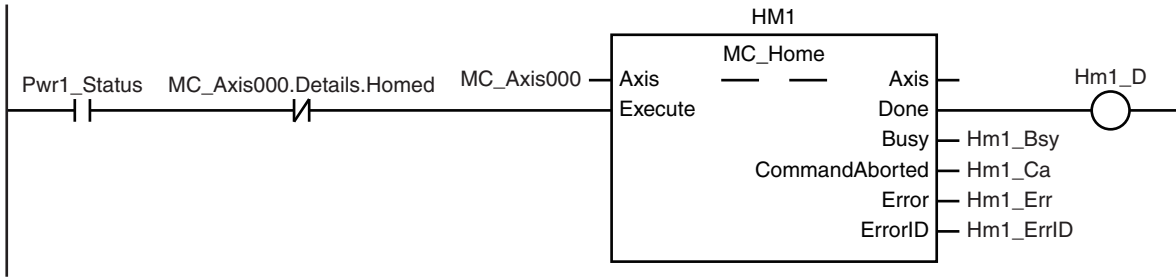 HM1
MC_Home
Pwr1_Status MC_Axis000.Details.Homed MC_Axis000 Axis Axis Hm1_D
Execute Done
Busy Hm1_Bsy
CommandAborted Hm1_Ca
Error Hm1_Err
ErrorID Hm1_ErrID